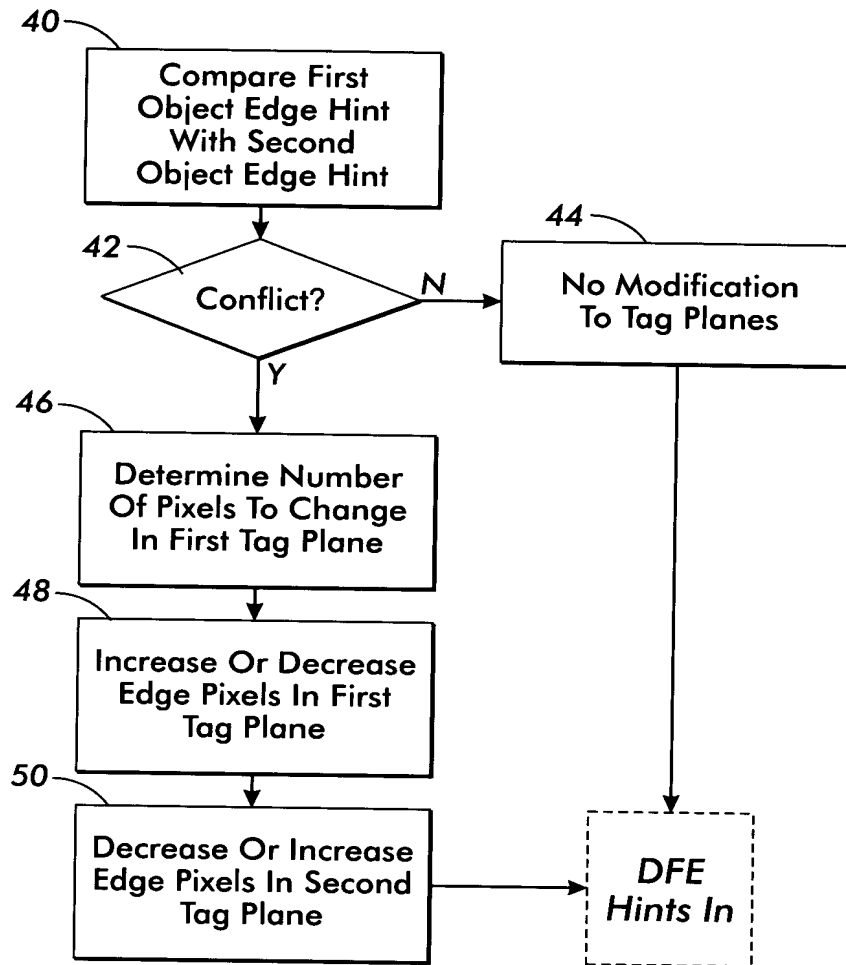 40
Compare First
Object Edge Hint
With Second
Object Edge Hint
42
Conflict?
N
Y
44
No Modification
To Tag Planes
46
Determine Number
Of Pixels To Change
In First Tag Plane
48
Increase Or Decrease
Edge Pixels In First
Tag Plane
50
Decrease Or Increase
Edge Pixels In Second
Tag Plane
DFE
Hints In